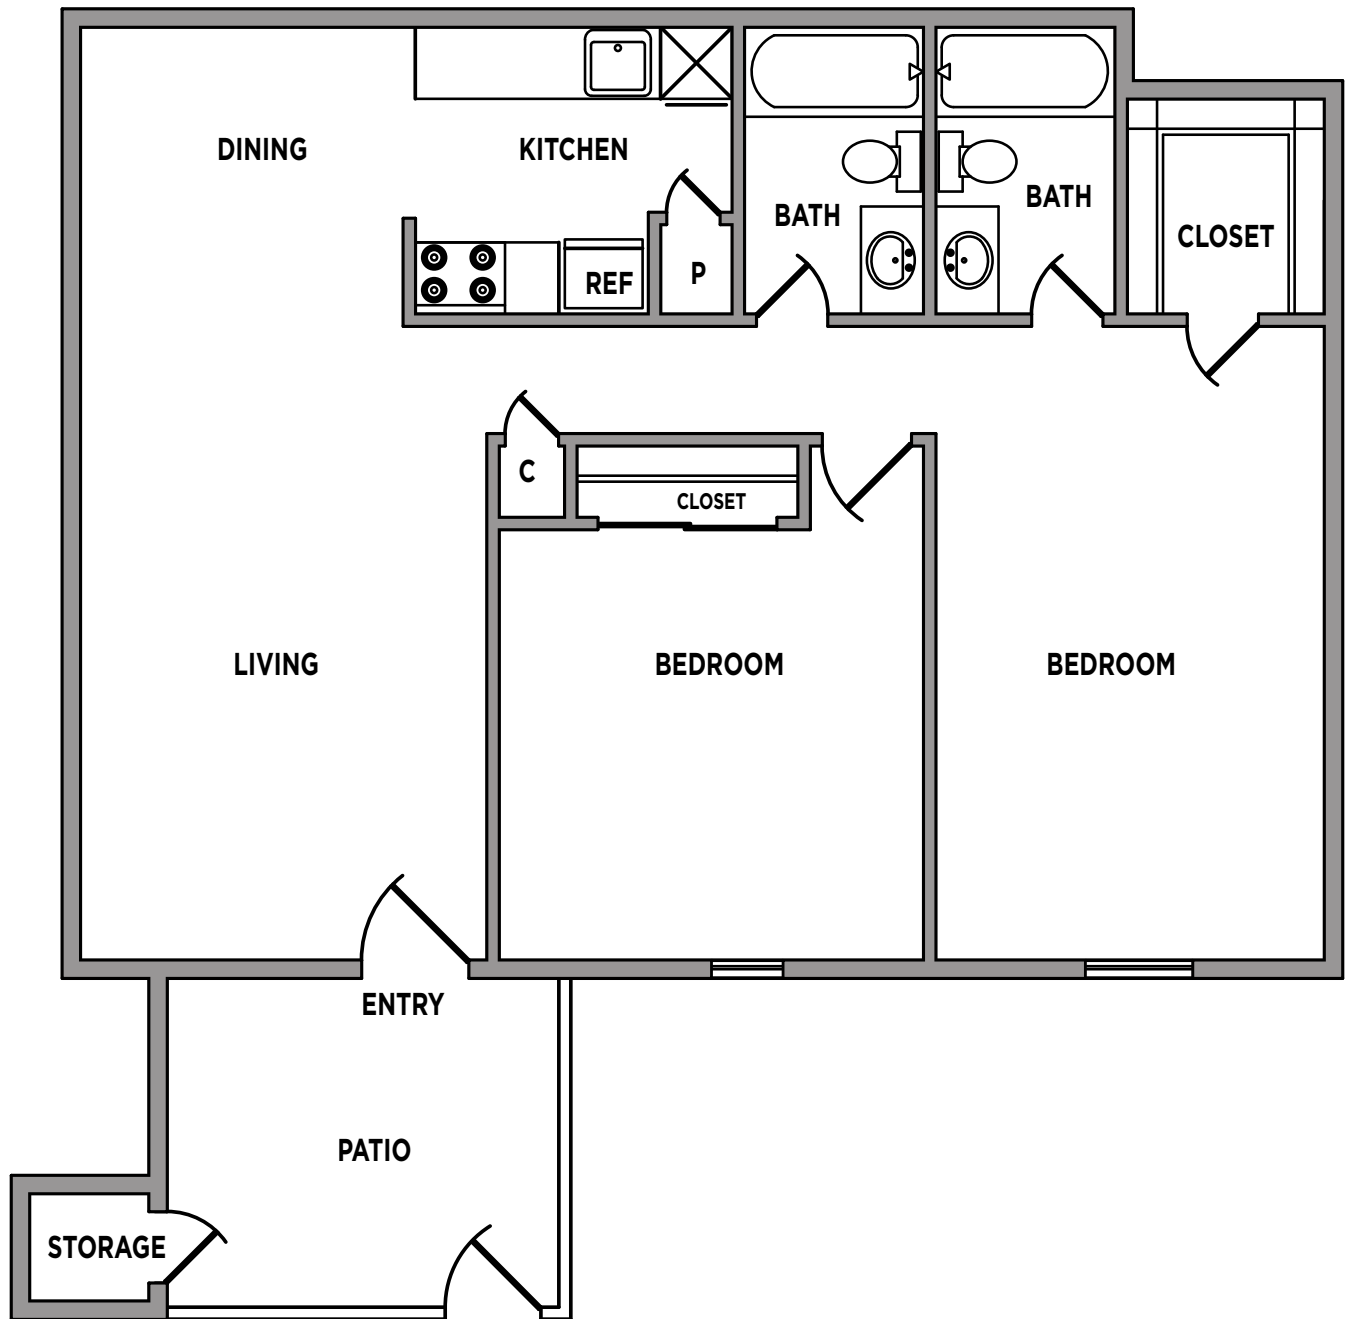 DINING
KITCHEN
BATH
BATH
CLOSET
REF
P
C
CLOSET
LIVING
BEDROOM
BEDROOM
ENTRY
PATIO
STORAGE